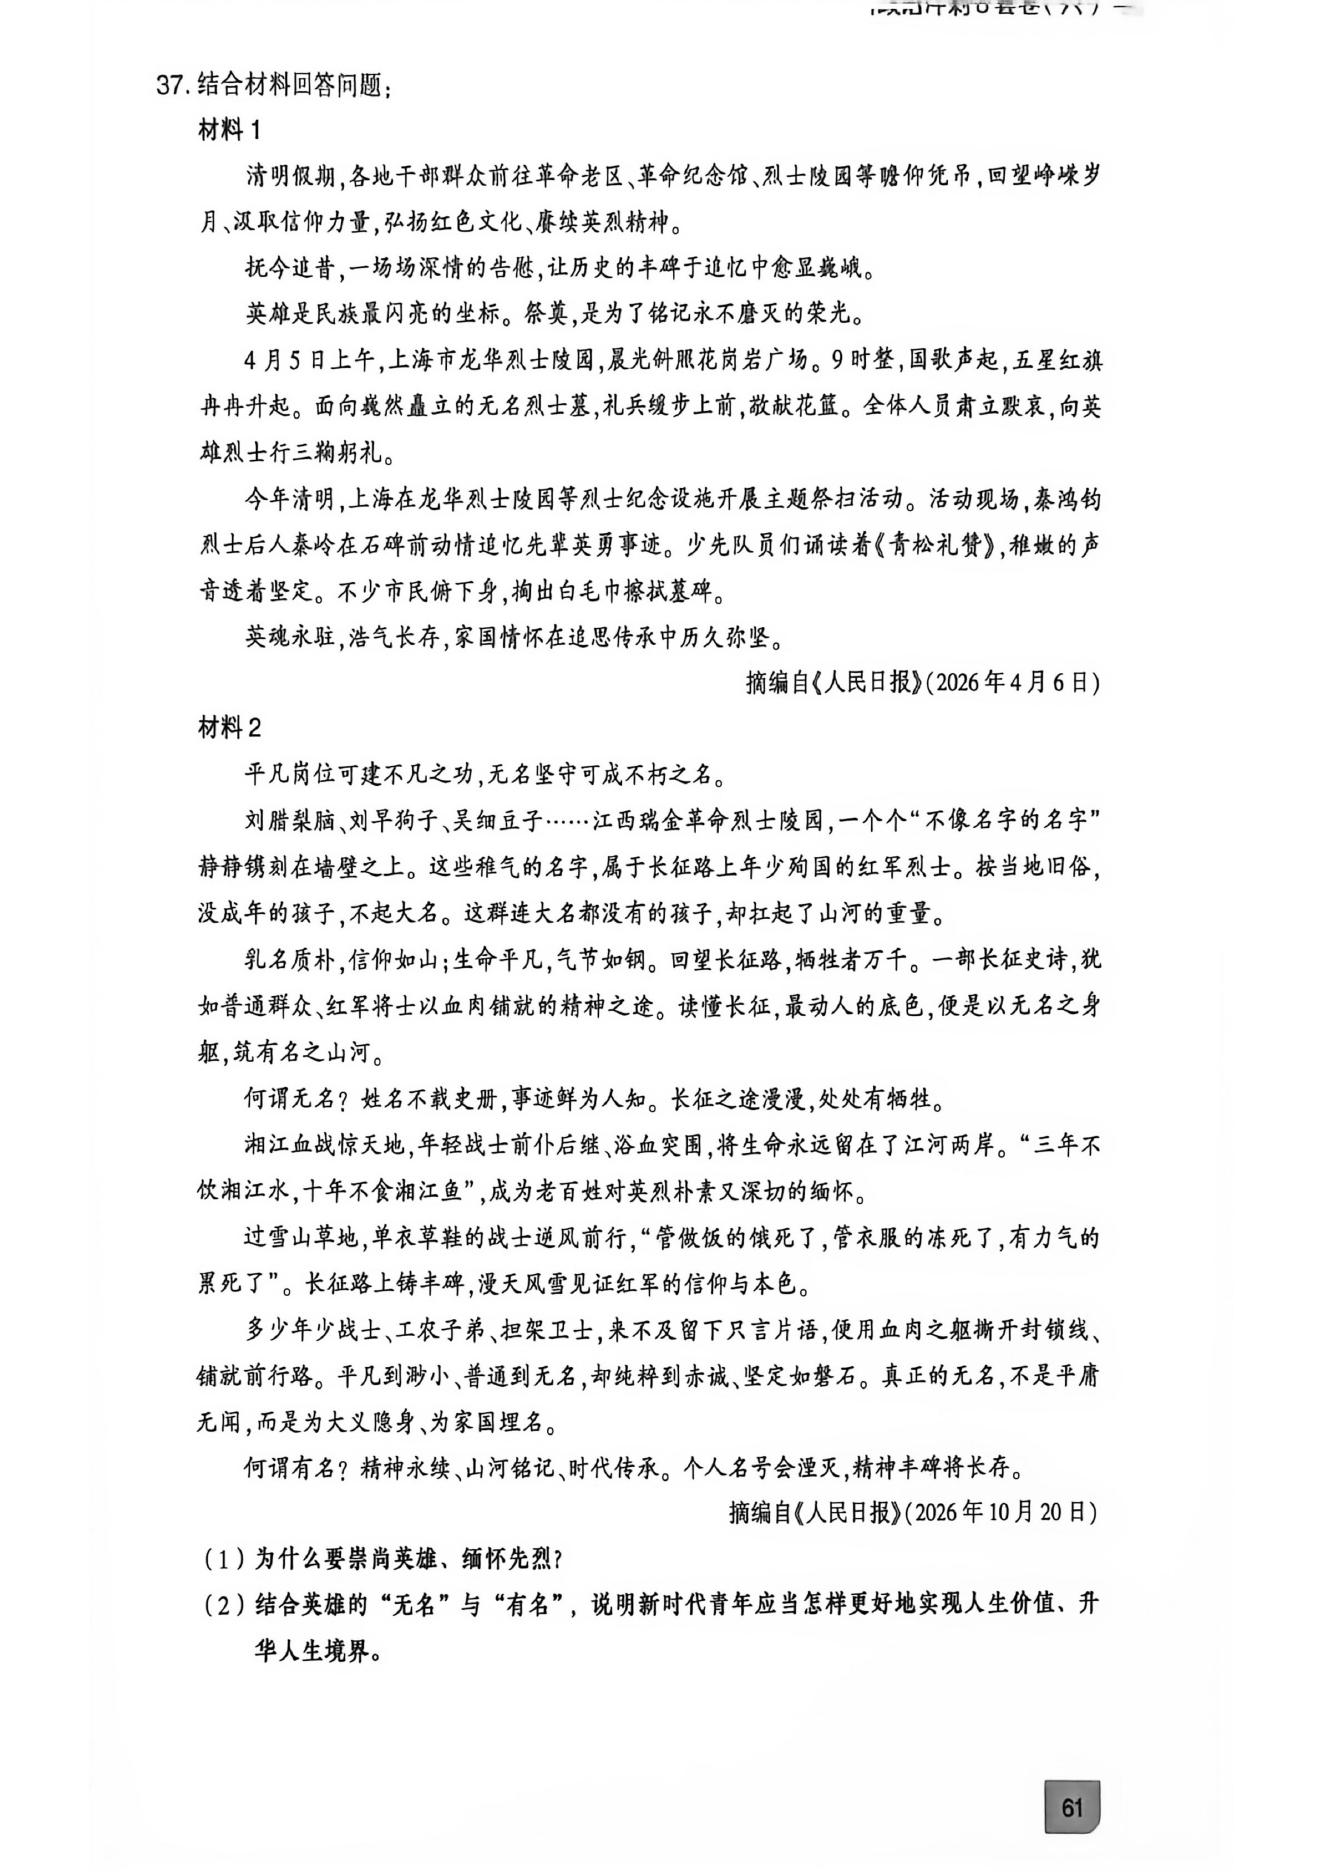 37. 结合材料回答问题：
材料 1
清明假期,各地干部群众前往革命老区、革命纪念馆、烈士陵园等瞻仰凭吊,回望峥嵘岁
月、汲取信仰力量,弘扬红色文化、赓续英烈精神。
抚今追昔,一场场深情的告慰,让历史的丰碑于追忆中愈显巍峨。
英雄是民族最闪亮的坐标。祭奠,是为了铭记永不磨灭的荣光。
4 月 5 日上午,上海市龙华烈士陵园,晨光斜照花岗岩广场。9 时整,国歌声起,五星红旗
冉冉升起。面向巍然矗立的无名烈士墓,礼兵缓步上前,敬献花篮。全体人员肃立默哀,向英
雄烈士行三鞠躬礼。
今年清明,上海在龙华烈士陵园等烈士纪念设施开展主题祭扫活动。活动现场,秦鸿钧
烈士后人秦岭在石碑前动情追忆先辈英勇事迹。少先队员们诵读着《青松礼赞》,稚嫩的声
音透着坚定。不少市民俯下身,掏出白毛巾擦拭墓碑。
英魂永驻,浩气长存,家国情怀在追思传承中历久弥坚。
摘编自《人民日报》(2026 年 4 月 6 日)
材料 2
平凡岗位可建不凡之功,无名坚守可成不朽之名。
刘腊梨脑、刘早狗子、吴细豆子……江西瑞金革命烈士陵园,一个个“不像名字的名字”
静静镌刻在墙壁之上。这些稚气的名字,属于长征路上年少殉国的红军烈士。按当地旧俗,
没成年的孩子,不起大名。这群连大名都没有的孩子,却扛起了山河的重量。
乳名质朴,信仰如山;生命平凡,气节如钢。回望长征路,牺牲者万千。一部长征史诗,犹
如普通群众、红军将士以血肉铺就的精神之途。读懂长征,最动人的底色,便是以无名之身
躯,筑有名之山河。
何谓无名？姓名不载史册,事迹鲜为人知。长征之途漫漫,处处有牺牲。
湘江血战惊天地,年轻战士前仆后继、浴血突围,将生命永远留在了江河两岸。“三年不
饮湘江水,十年不食湘江鱼”,成为老百姓对英烈朴素又深切的缅怀。
过雪山草地,单衣草鞋的战士逆风前行,“管做饭的饿死了,管衣服的冻死了,有力气的
累死了”。长征路上铸丰碑,漫天风雪见证红军的信仰与本色。
多少年少战士、工农子弟、担架卫士,来不及留下只言片语,便用血肉之躯撕开封锁线、
铺就前行路。平凡到渺小、普通到无名,却纯粹到赤诚、坚定如磐石。真正的无名,不是平庸
无闻,而是为大义隐身、为家国埋名。
何谓有名？精神永续、山河铭记、时代传承。个人名号会湮灭,精神丰碑将长存。
摘编自《人民日报》(2026 年 10 月 20 日)
(1) 为什么要崇尚英雄、缅怀先烈？
(2) 结合英雄的“无名”与“有名”，说明新时代青年应当怎样更好地实现人生价值、升
华人生境界。
61